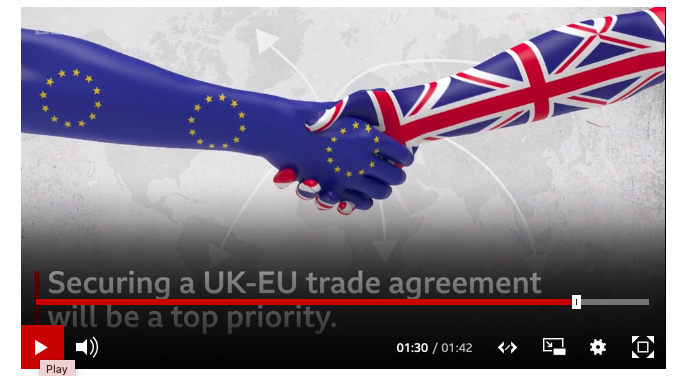 Securing a UK-EU trade agreement
will be a top priority.
01:30 / 01:42
Play